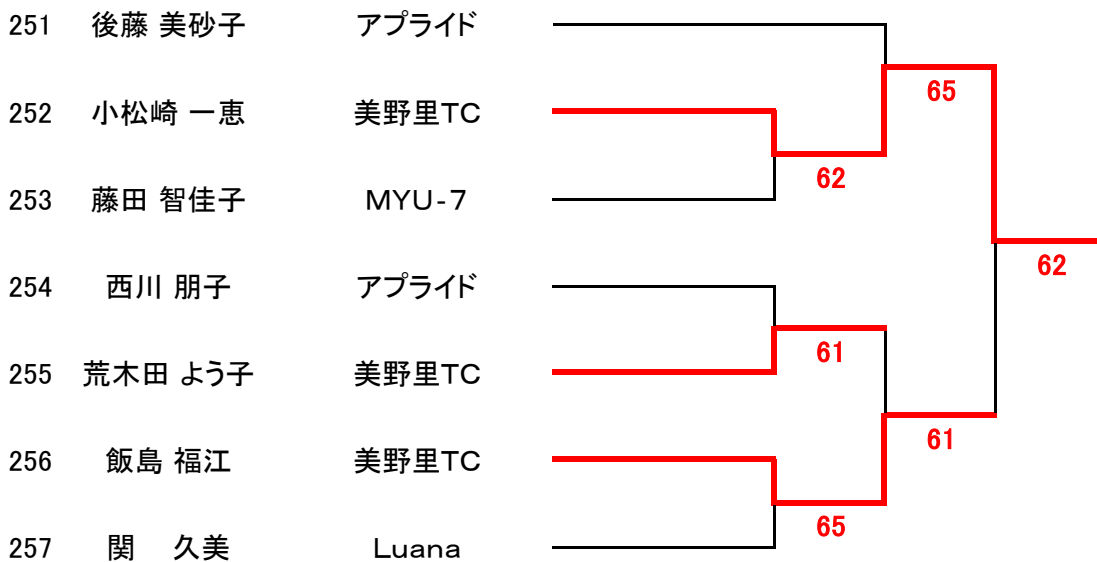 251 後藤 美砂子 アプライド
65
252 小松崎 一恵 美野里TC
62
253 藤田 智佳子 MYU-7
62
254 西川 朋子 アプライド
61
255 荒木田 よう子 美野里TC
61
256 飯島 福江 美野里TC
65
257 関 久美 Luana